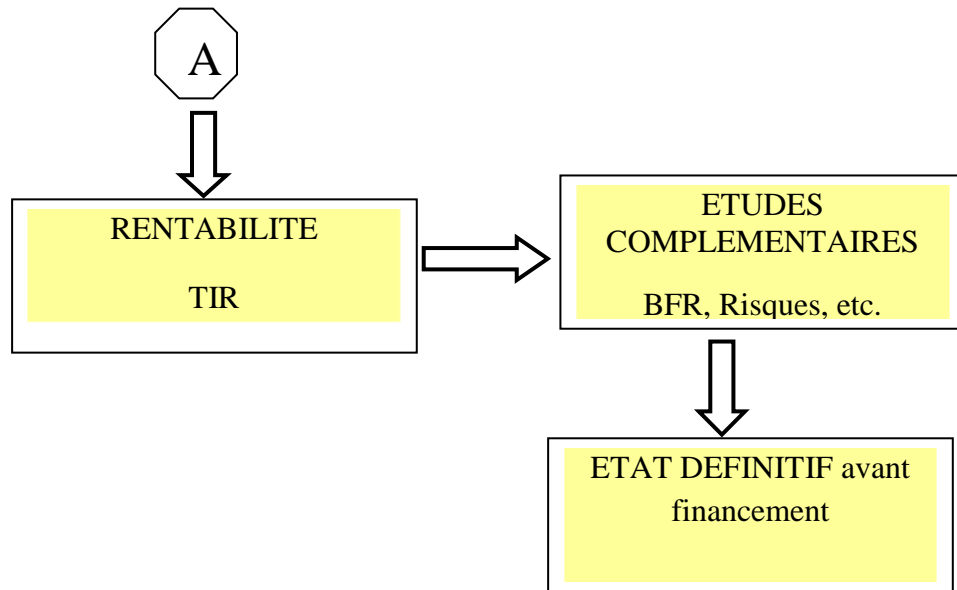 A
RENTABILITE
TIR
ETUDES
COMPLEMENTAIRES
BFR, Risques, etc.
ETAT DEFINITIF avant
financement